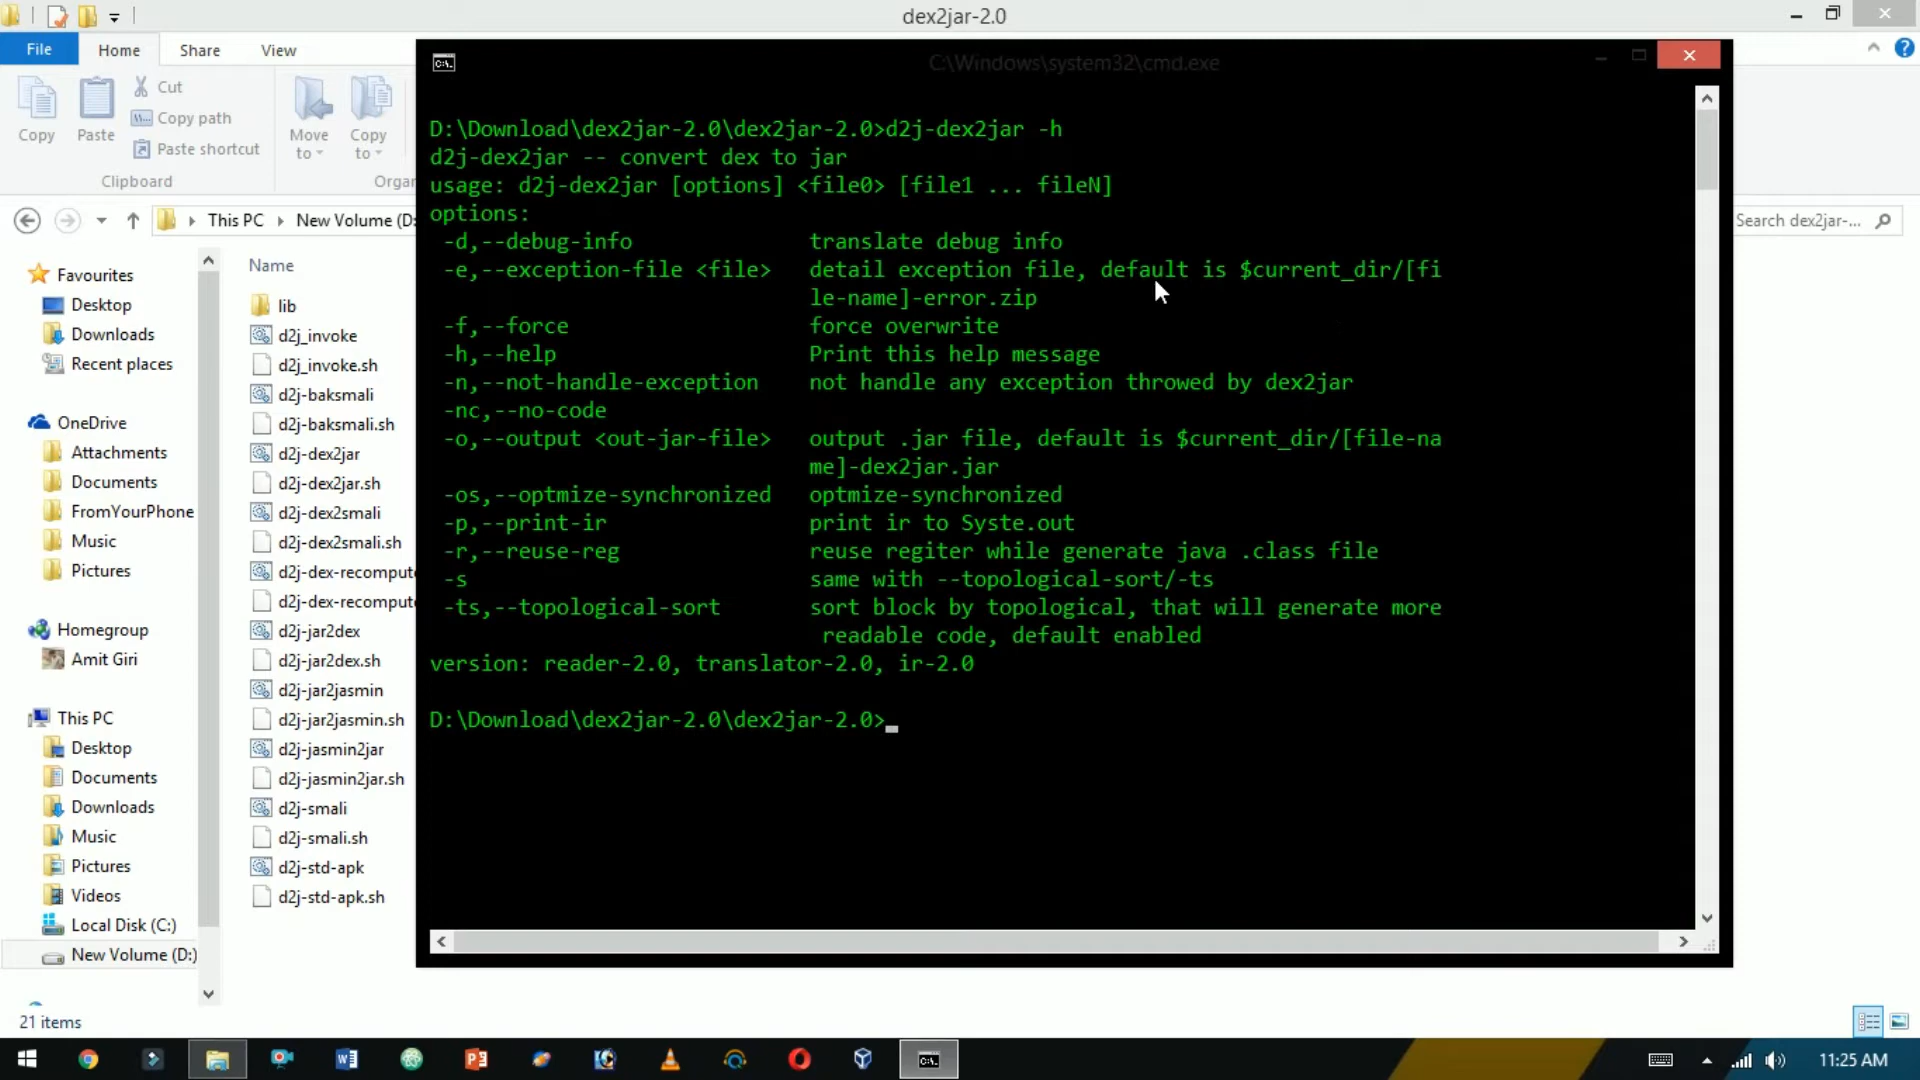 dex2jar-2.0
File
Home
Share
View
Copy
Paste
Cut
Copy path
Paste shortcut
Move
to
Copy
to
Clipboard
Organ
This PC
New Volume (D:
Search dex2jar-...
Favourites
Desktop
Downloads
Recent places
OneDrive
Attachments
Documents
FromYourPhone
Music
Pictures
Homegroup
Amit Giri
This PC
Desktop
Documents
Downloads
Music
Pictures
Videos
Local Disk (C:)
New Volume (D:)
Name
lib
d2j_invoke
d2j_invoke.sh
d2j-baksmali
d2j-baksmali.sh
d2j-dex2jar
d2j-dex2jar.sh
d2j-dex2smali
d2j-dex2smali.sh
d2j-dex-recompute
d2j-dex-recompute
d2j-jar2dex
d2j-jar2dex.sh
d2j-jar2jasmin
d2j-jar2jasmin.sh
d2j-jasmin2jar
d2j-jasmin2jar.sh
d2j-smali
d2j-smali.sh
d2j-std-apk
d2j-std-apk.sh
C:\Windows\system32\cmd.exe
D:\Download\dex2jar-2.0\dex2jar-2.0>d2j-dex2jar -h
d2j-dex2jar -- convert dex to jar
usage: d2j-dex2jar [options] <file0> [file1 ... fileN]
options:
-d,--debug-info translate debug info
-e,--exception-file <file> detail exception file, default is $current_dir/[fi
le-name]-error.zip
-f,--force force overwrite
-h,--help Print this help message
-n,--not-handle-exception not handle any exception throwed by dex2jar
-nc,--no-code
-o,--output <out-jar-file> output .jar file, default is $current_dir/[file-na
me]-dex2jar.jar
-os,--optmize-synchronized optmize-synchronized
-p,--print-ir print ir to Syste.out
-r,--reuse-reg reuse regiter while generate java .class file
-s same with --topological-sort/-ts
-ts,--topological-sort sort block by topological, that will generate more
readable code, default enabled
version: reader-2.0, translator-2.0, ir-2.0
D:\Download\dex2jar-2.0\dex2jar-2.0>
21 items
11:25 AM